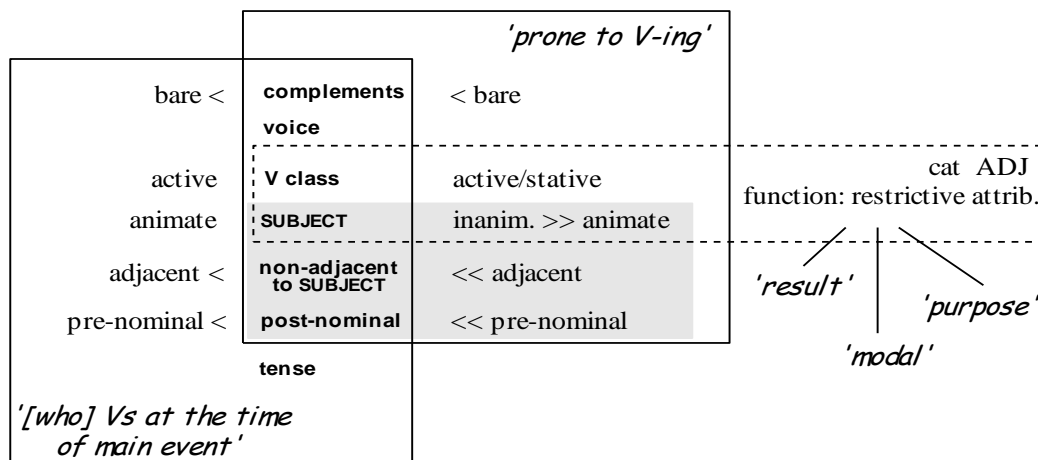 'prone to V-ing'
bare < complements < bare
voice
cat ADJ
active V class active/stative
function: restrictive attrib.
animate SUBJECT inanim. >> animate
adjacent < non-adjacent to SUBJECT << adjacent
'result'
'purpose'
pre-nominal < post-nominal << pre-nominal
'modal'
tense
'[who] Vs at the time
of main event'